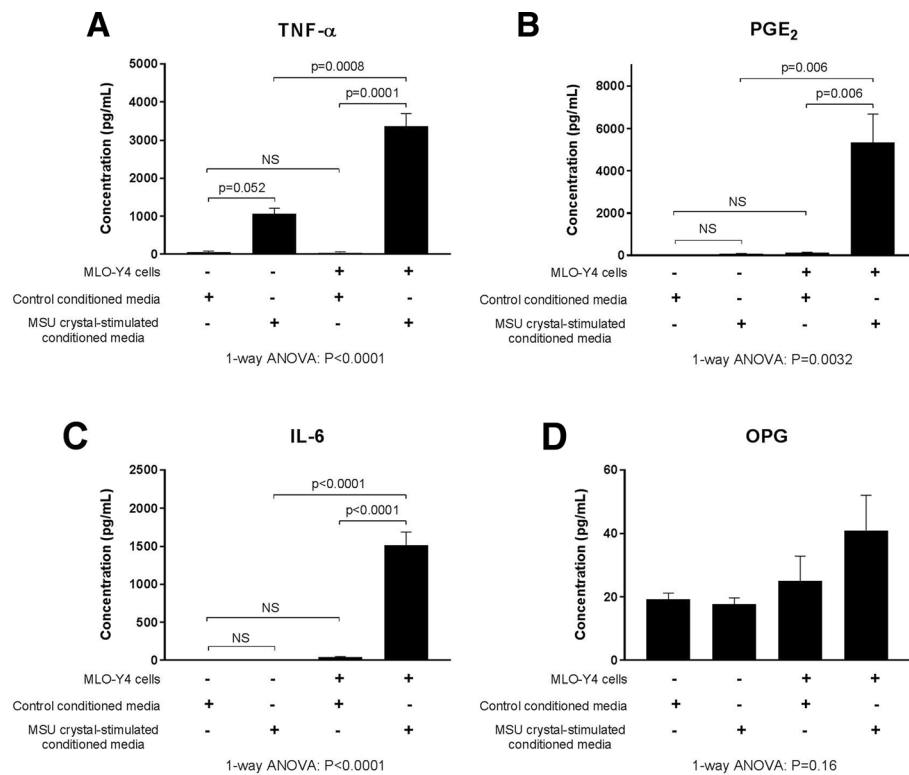 A
TNF-α
Concentration (pg/mL)
5000
4000
3000
2000
1000
0
p=0.0008
p=0.0001
NS
p=0.052
MLO-Y4 cells - - + +
Control conditioned media + - + -
MSU crystal-stimulated - + - +
conditioned media
1-way ANOVA: P<0.0001
B
PGE2
Concentration (pg/mL)
8000
6000
4000
2000
0
p=0.006
p=0.006
NS
NS
MLO-Y4 cells - - + +
Control conditioned media + - + -
MSU crystal-stimulated - + - +
conditioned media
1-way ANOVA: P=0.0032
C
IL-6
Concentration (pg/mL)
2500
2000
1500
1000
500
0
p<0.0001
p<0.0001
NS
NS
MLO-Y4 cells - - + +
Control conditioned media + - + -
MSU crystal-stimulated - + - +
conditioned media
1-way ANOVA: P<0.0001
D
OPG
Concentration (pg/mL)
60
40
20
0
MLO-Y4 cells - - + +
Control conditioned media + - + -
MSU crystal-stimulated - + - +
conditioned media
1-way ANOVA: P=0.16